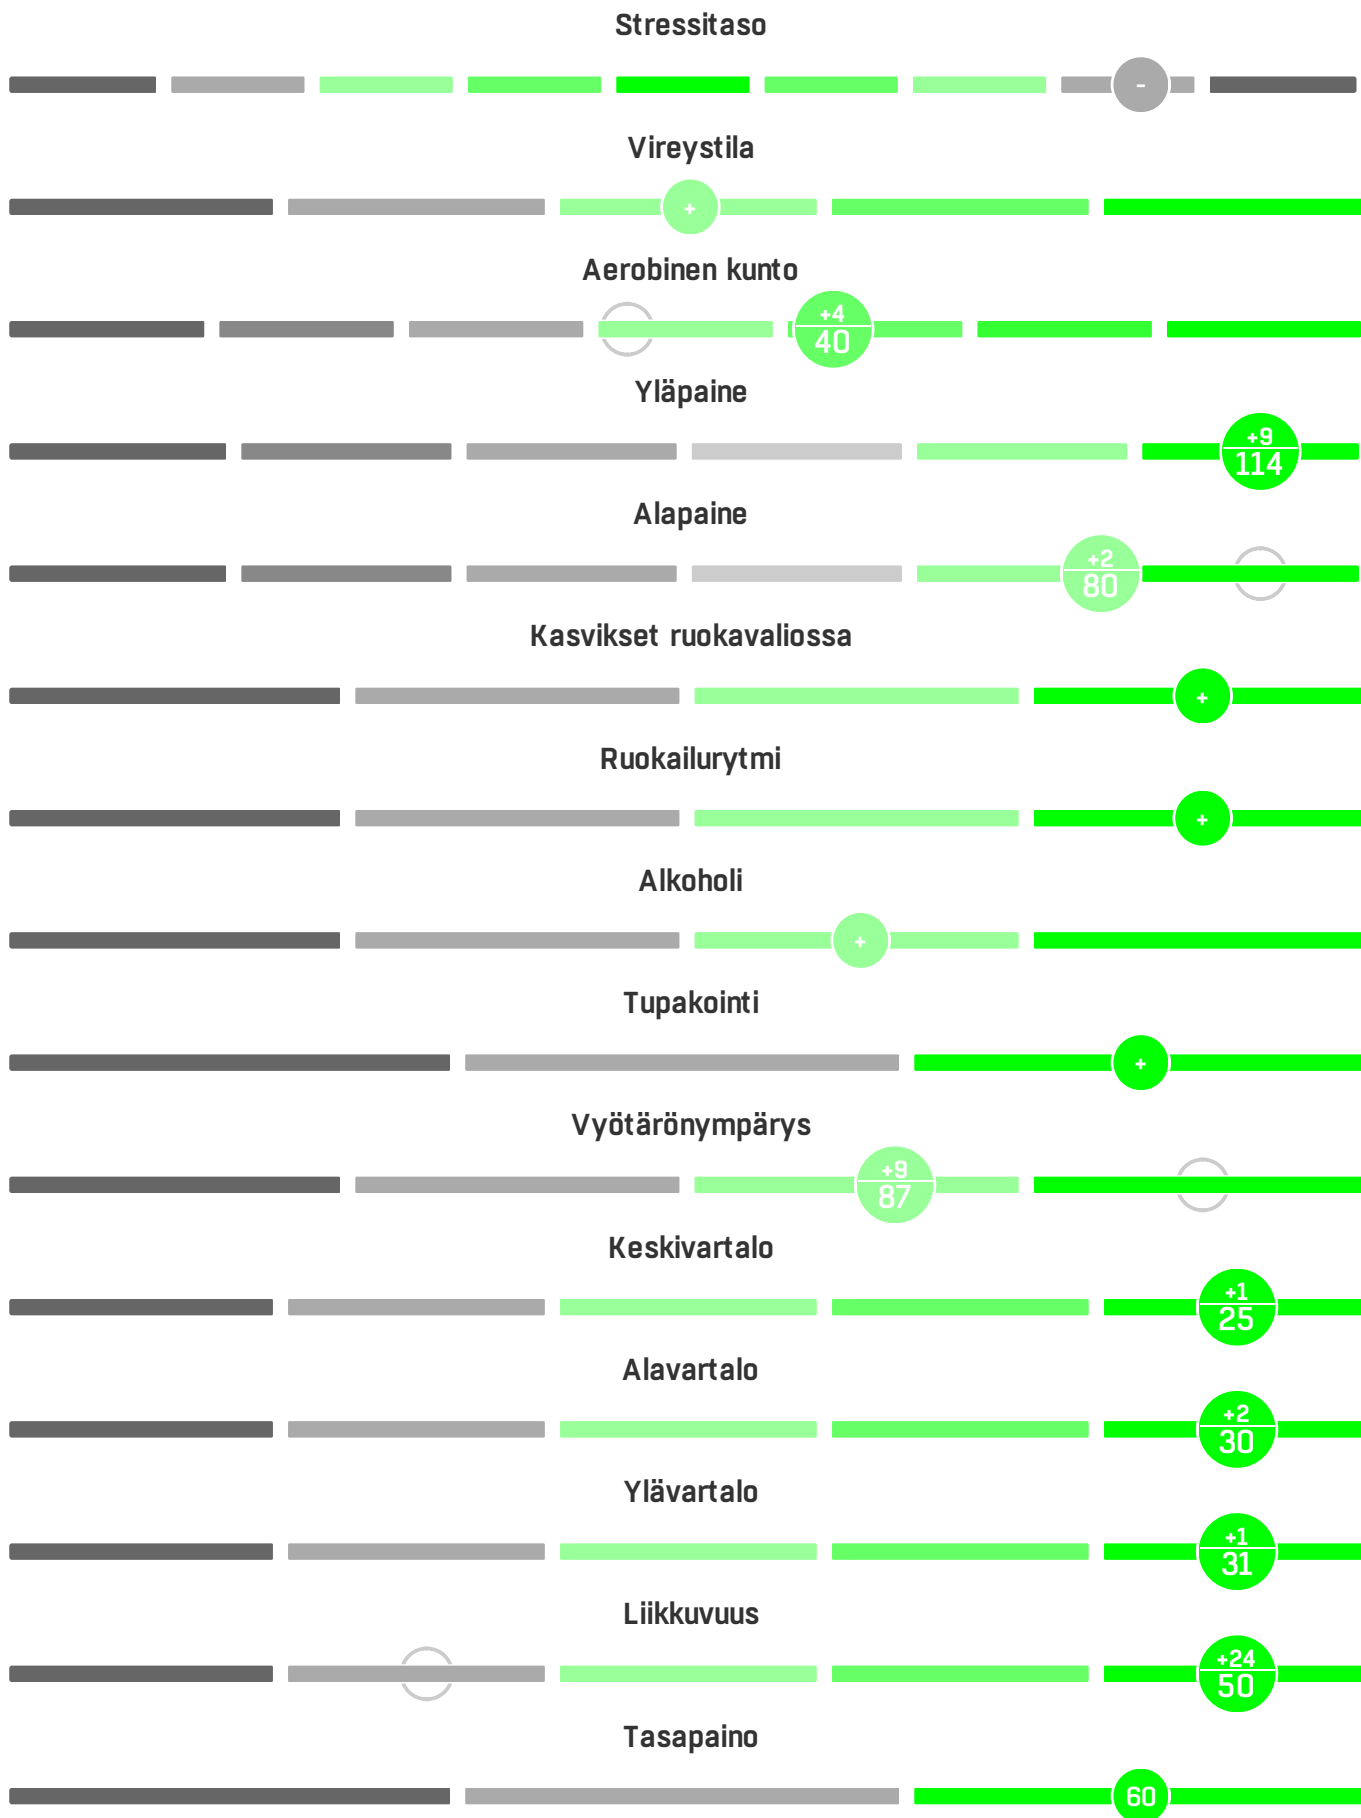 Stressitaso
-
Vireystila
+
Aerobinen kunto
+4
40
Yläpaine
+9
114
Alapaine
+2
80
Kasvikset ruokavaliossa
+
Ruokailurytmi
+
Alkoholi
+
Tupakointi
+
Vyötärönympärys
+9
87
Keskivartalo
+1
25
Alavartalo
+2
30
Ylävartalo
+1
31
Liikkuvuus
+24
50
Tasapaino
60